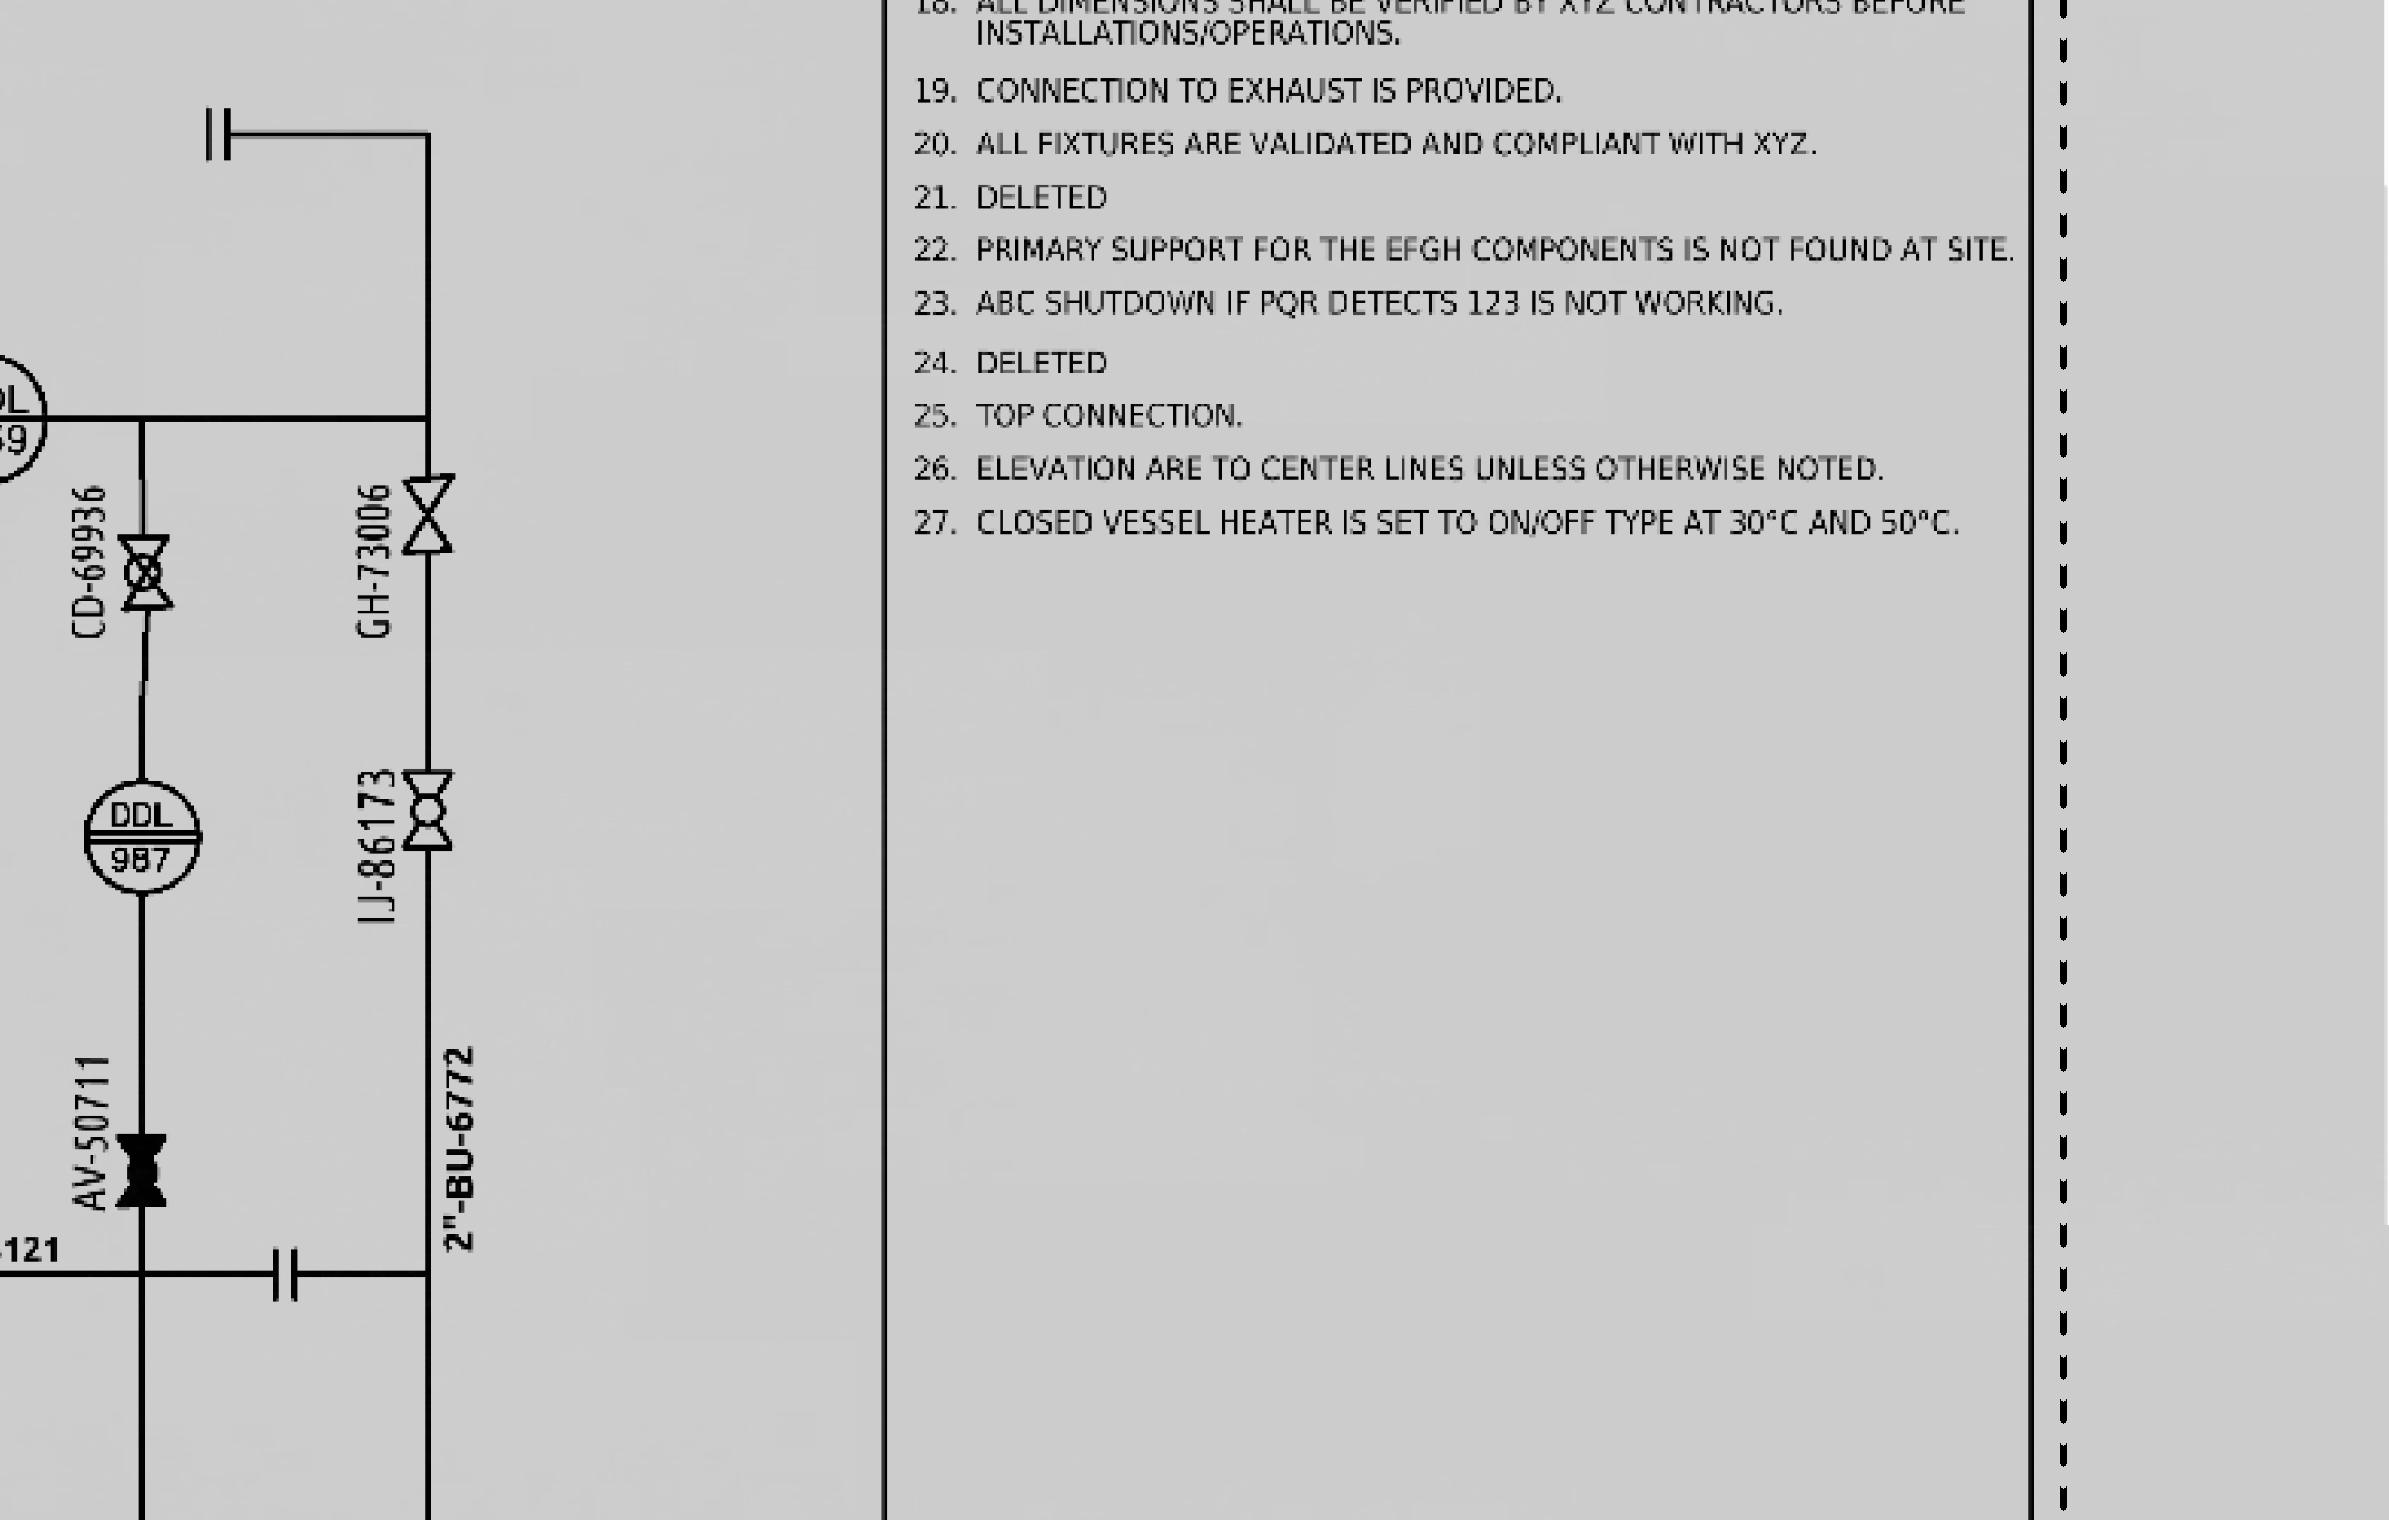 18. ALL DIMENSIONS SHALL BE VERIFIED BY XYZ CONTRACTORS BEFORE
INSTALLATIONS/OPERATIONS.
19. CONNECTION TO EXHAUST IS PROVIDED.
20. ALL FIXTURES ARE VALIDATED AND COMPLIANT WITH XYZ.
21. DELETED
22. PRIMARY SUPPORT FOR THE EFGH COMPONENTS IS NOT FOUND AT SITE.
23. ABC SHUTDOWN IF PQR DETECTS 123 IS NOT WORKING.
24. DELETED
25. TOP CONNECTION.
26. ELEVATION ARE TO CENTER LINES UNLESS OTHERWISE NOTED.
27. CLOSED VESSEL HEATER IS SET TO ON/OFF TYPE AT 30°C AND 50°C.
CD-69936
GH-73006
DDL
987
IJ-86173
AV-50711
2"-BU-6772
121